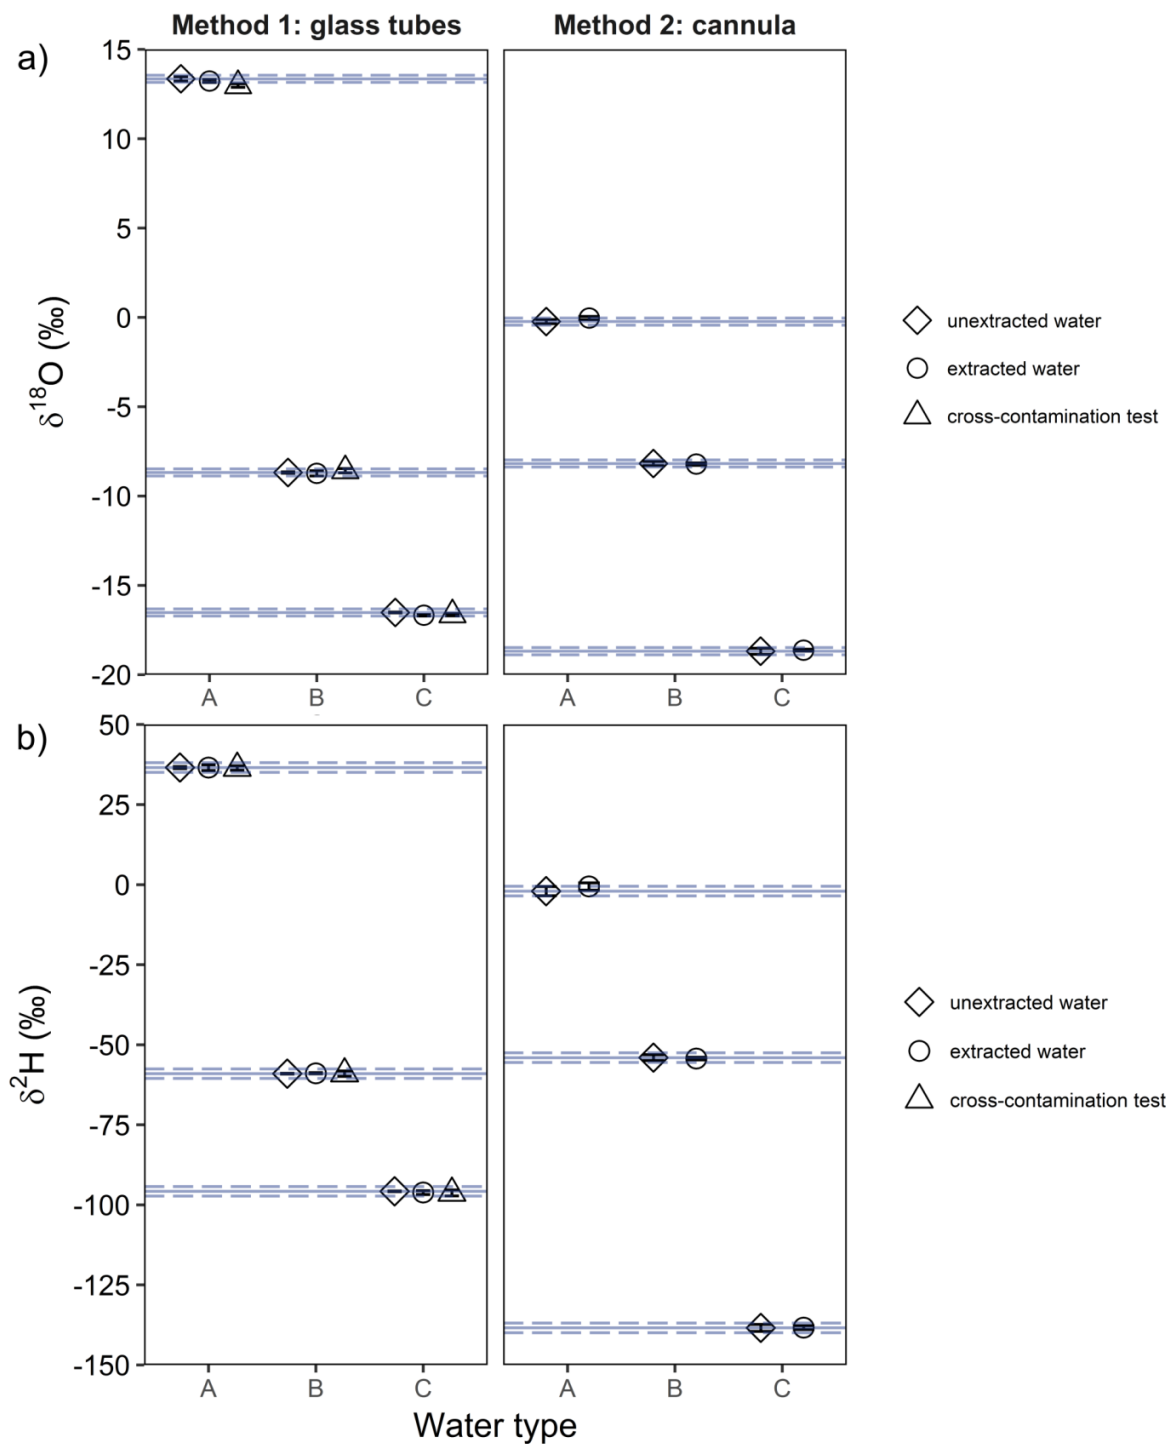 Method 1: glass tubes
Method 2: cannula
a)
15
10
5
0
-5
-10
-15
-20
δ18O (‰)
A
B
C
A
B
C
unextracted water
extracted water
cross-contamination test
b)
50
25
0
-25
-50
-75
-100
-125
-150
δ2H (‰)
A
B
C
A
B
C
Water type
unextracted water
extracted water
cross-contamination test